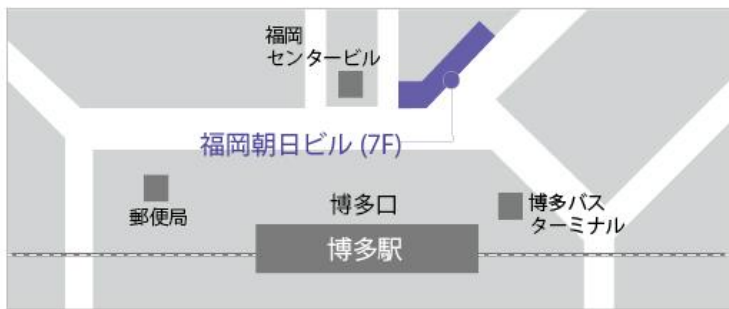 福岡
センタービル
福岡朝日ビル (7F)
郵便局
博多口
博多バス
ターミナル
博多駅